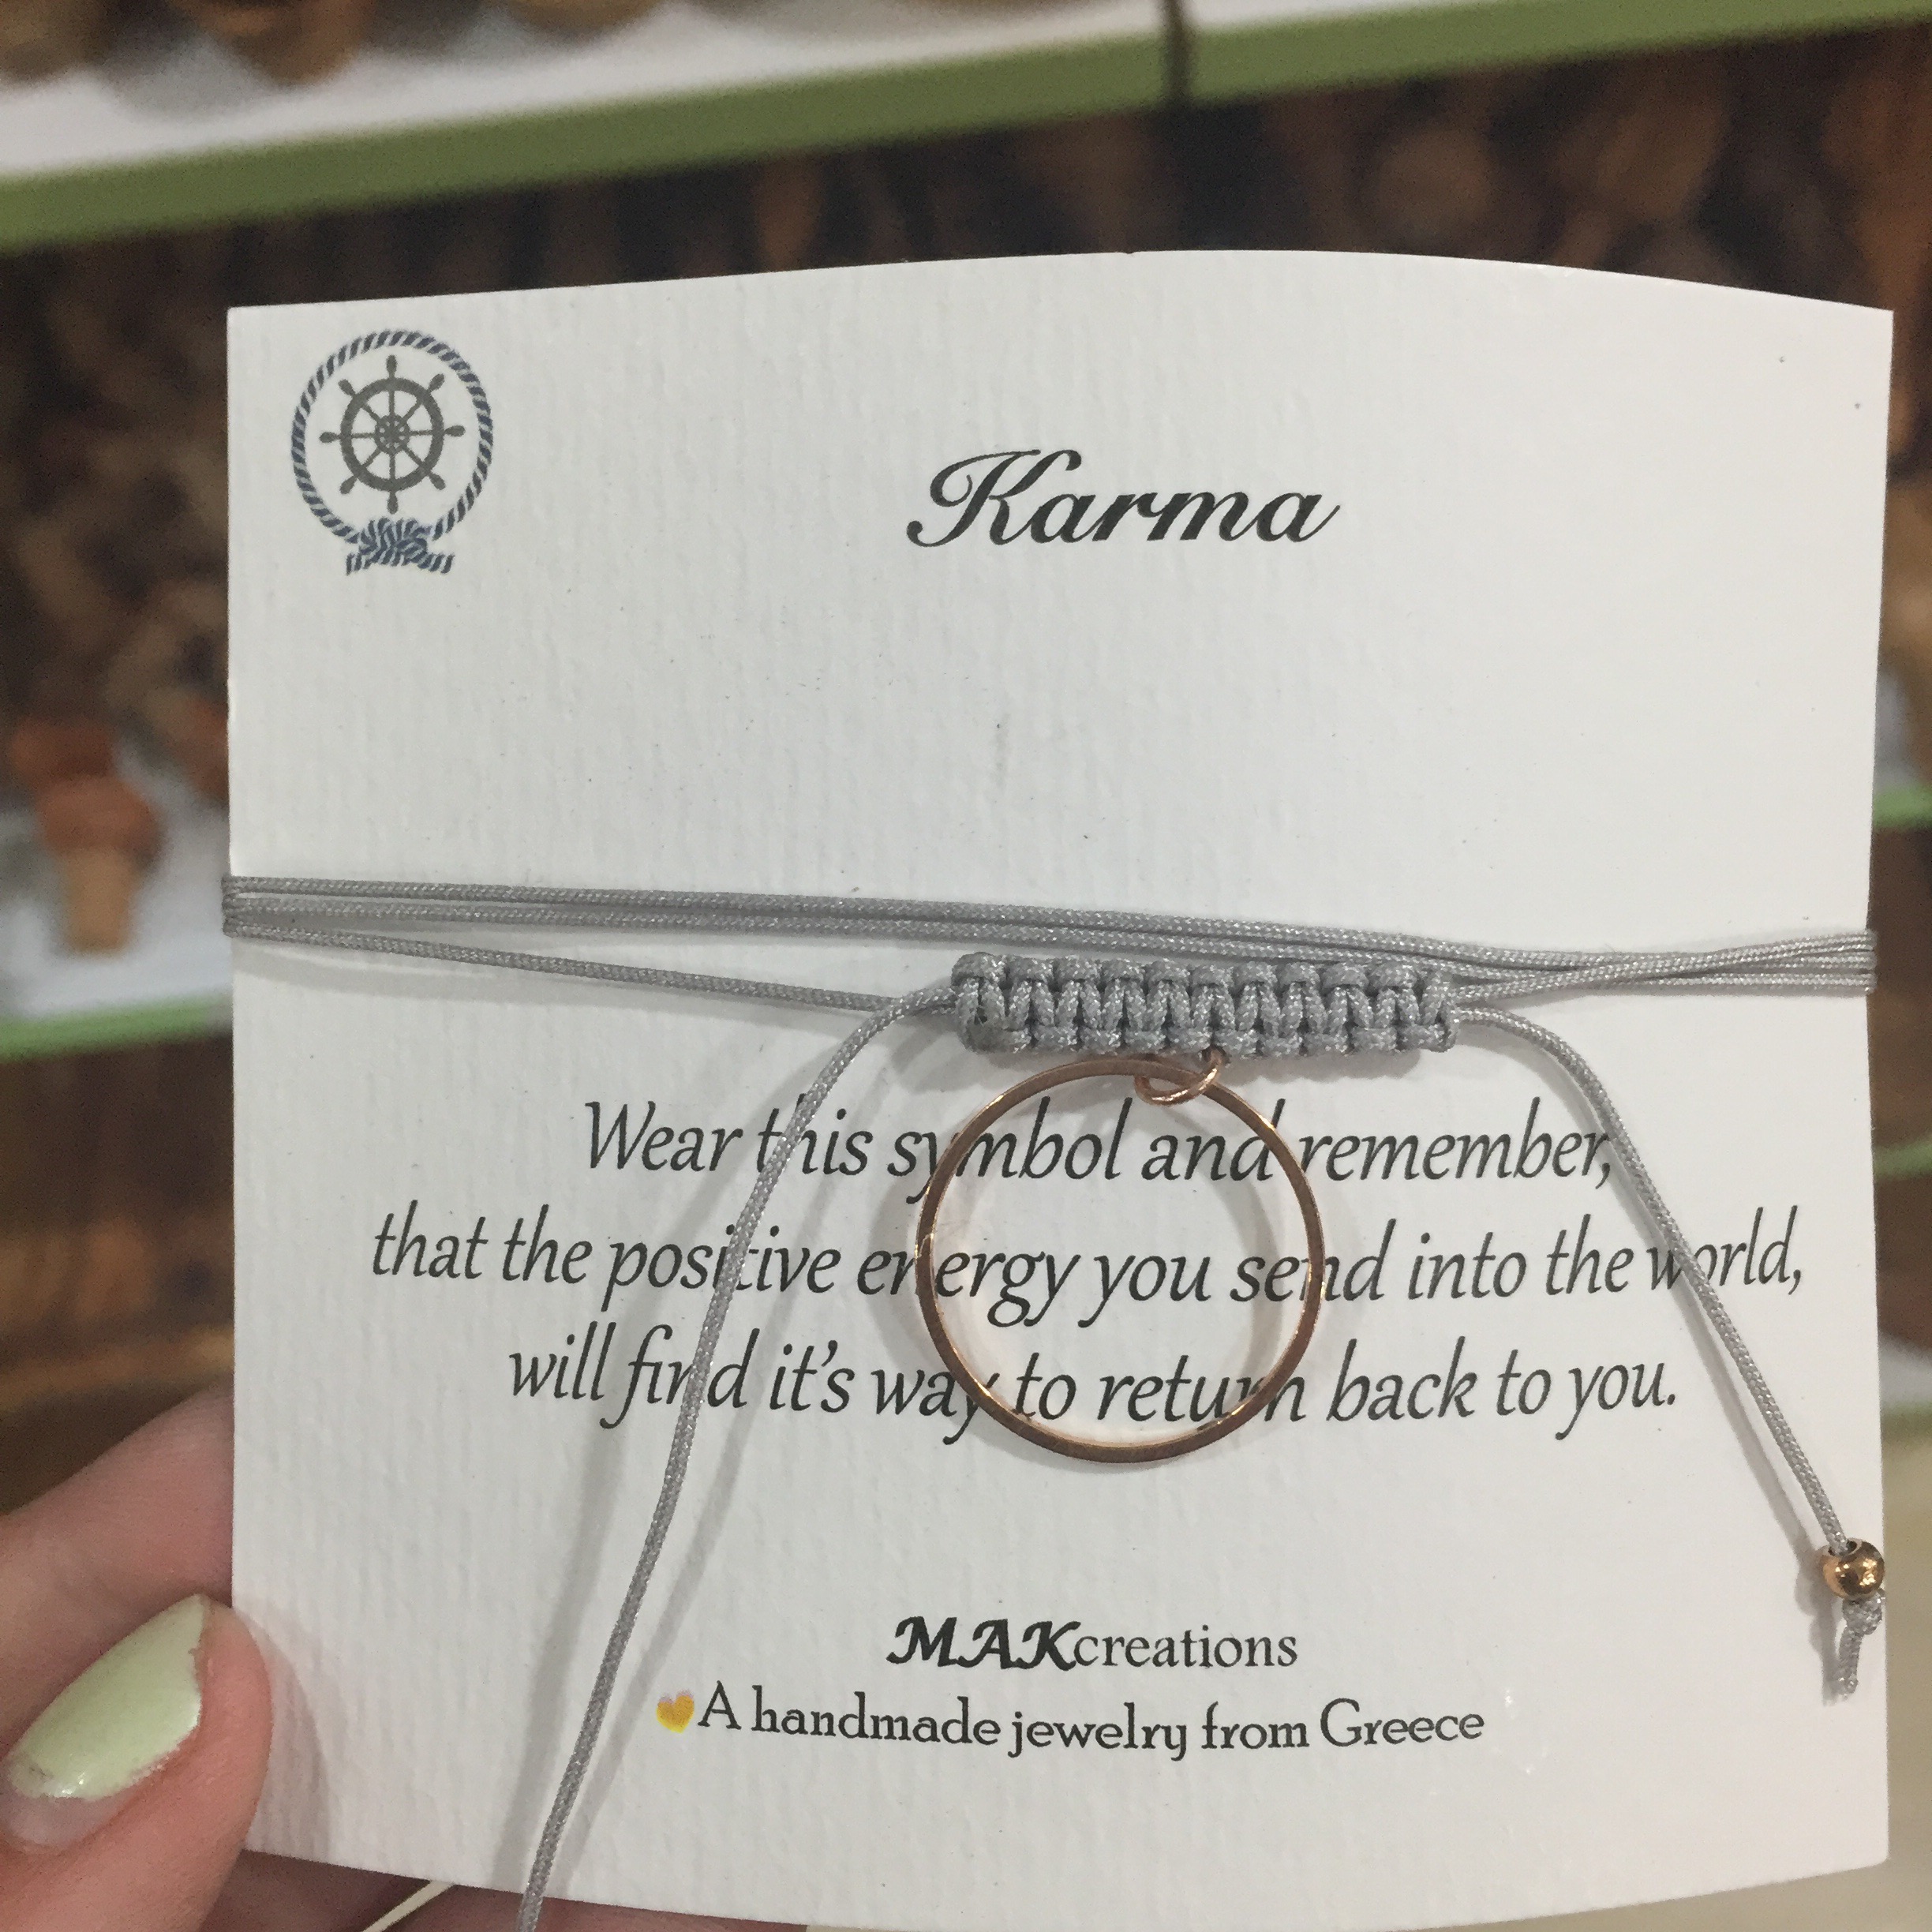 Karma
Wear this symbol and remember,
that the positive energy you send into the world,
will find it's way to return back to you.
MAKcreations
A handmade jewelry from Greece